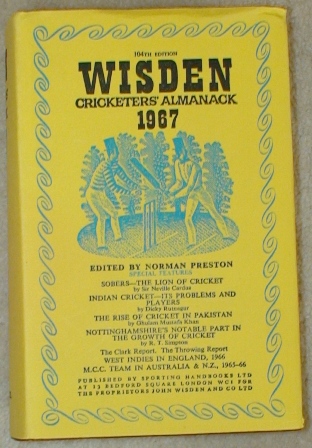 104TH EDITION
WISDEN
CRICKETERS' ALMANACK
1967
EDITED BY NORMAN PRESTON
SPECIAL FEATURES
SOBERS—THE LION OF CRICKET
by Sir Neville Cardus
INDIAN CRICKET—ITS PROBLEMS AND
PLAYERS
by Dicky Rutnagur
THE RISE OF CRICKET IN PAKISTAN
by Ghulam Mustafa Khan
NOTTINGHAMSHIRE'S NOTABLE PART IN
THE GROWTH OF CRICKET
by R. T. Simpson
The Clark Report. The Throwing Report
WEST INDIES IN ENGLAND, 1966
M.C.C. TEAM IN AUSTRALIA & N.Z., 1965-66
PUBLISHED BY SPORTING HANDBOOKS LTD
AT 13 BEDFORD SQUARE LONDON WC1 FOR
THE PROPRIETORS JOHN WISDEN AND CO LTD